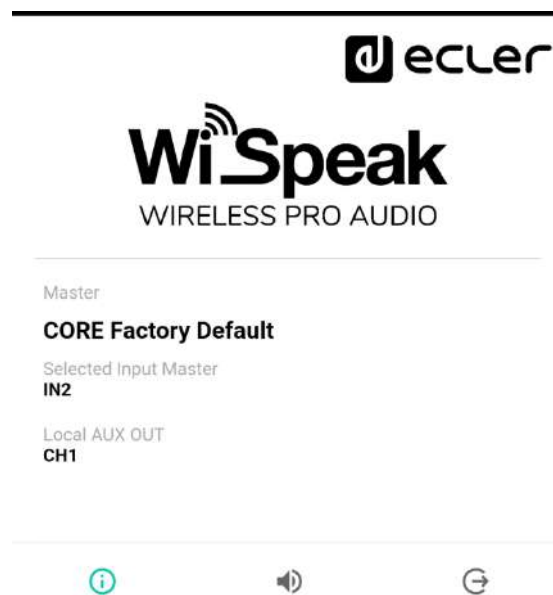 ecler
WiSpeak
WIRELESS PRO AUDIO
Master
CORE Factory Default
Selected Input Master
IN2
Local AUX OUT
CH1